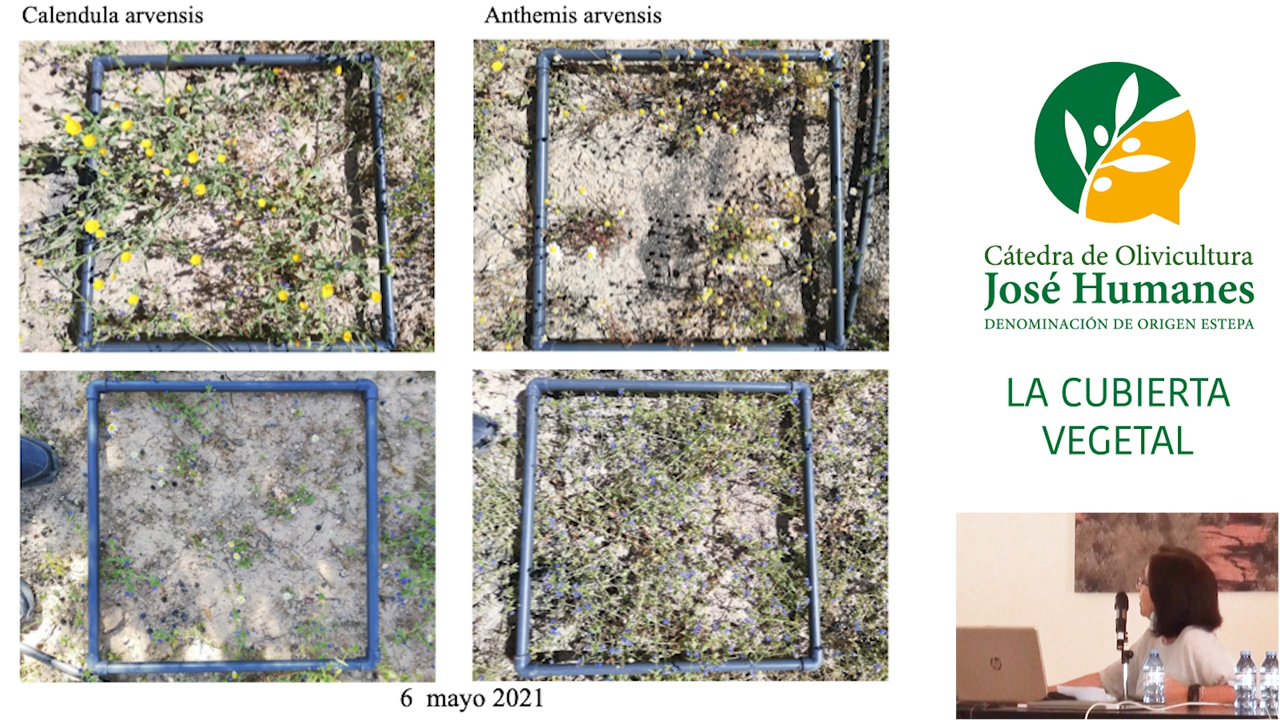 Calendula arvensis
Anthemis arvensis
6 mayo 2021
Cátedra de Olivicultura
José Humanes
DENOMINACIÓN DE ORIGEN ESTEPA
LA CUBIERTA
VEGETAL
hp